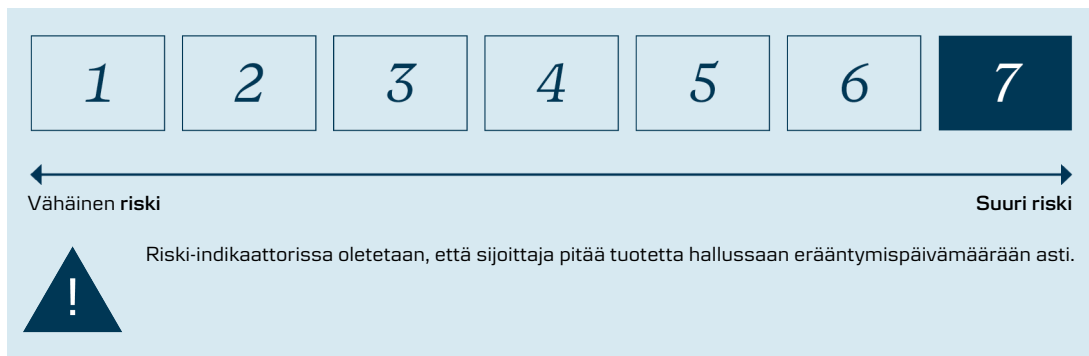 1 2 3 4 5 6 7
Vähäinen riski Suuri riski
Riski-indikaattorissa oletetaan, että sijoittaja pitää tuotetta hallussaan erääntymispäivämäärään asti.
!